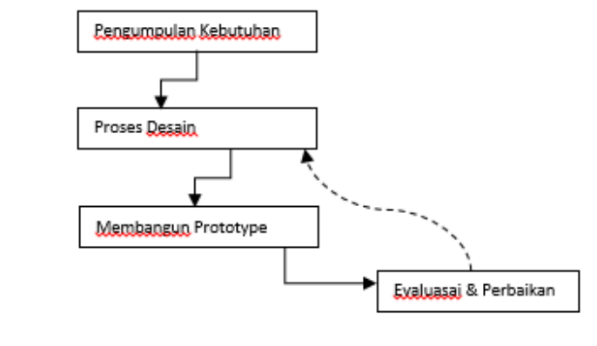 Pengumpulan Kebutuhan
Proses Desain
Membangun Prototype
Evaluasai & Perbaikan